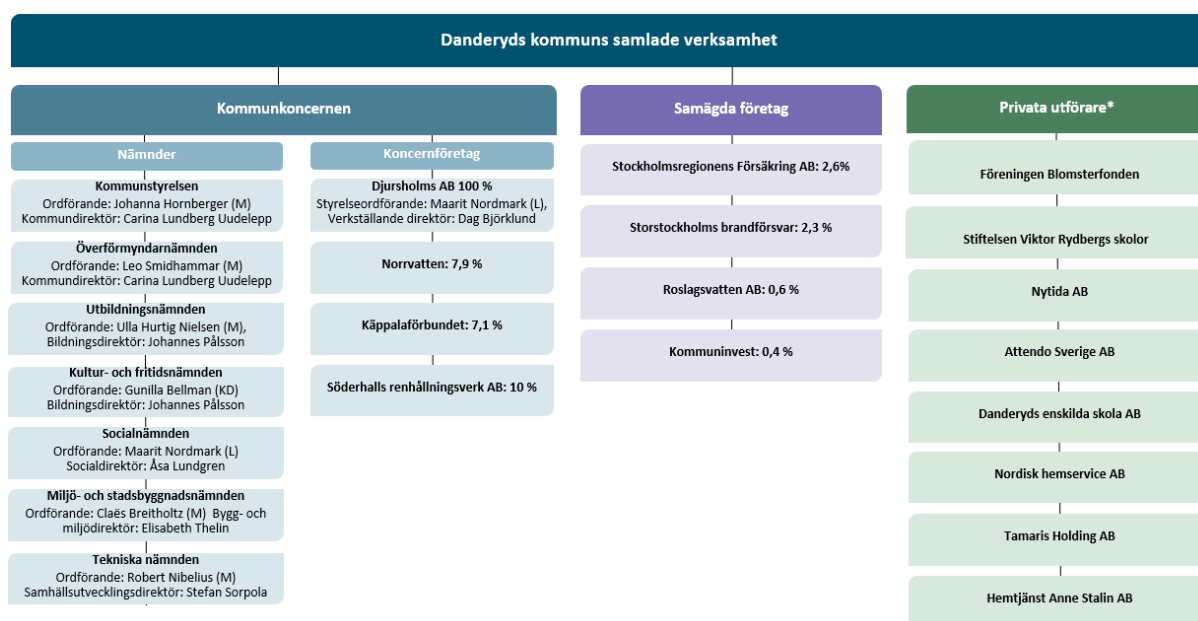 Danderyds kommuns samlade verksamhet
Kommunkoncernen
Nämnder
Kommunstyrelsen
Ordförande: Johanna Hornberger (M)
Kommundirektör: Carina Lundberg Uudelepp
Överförmyndarnämnden
Ordförande: Leo Smidhammar (M)
Kommundirektör: Carina Lundberg Uudelepp
Utbildningsnämnden
Ordförande: Ulla Hurtig Nielsen (M),
Bildningsdirektör: Johannes Pålsson
Kultur- och fritidsnämnden
Ordförande: Gunilla Bellman (KD)
Bildningsdirektör: Johannes Pålsson
Socialnämnden
Ordförande: Maarit Nordmark (L)
Socialdirektör: Åsa Lundgren
Miljö- och stadsbyggnadsnämnden
Ordförande: Claës Breitholtz (M) Bygg- och
miljödirektör: Elisabeth Thelin
Tekniska nämnden
Ordförande: Robert Nibelius (M)
Samhällsutvecklingsdirektör: Stefan Sorpola
Koncernföretag
Djursholms AB 100 %
Styrelseordförande: Maarit Nordmark (L),
Verkställande direktör: Dag Björklund
Norrvatten: 7,9 %
Käppalaförbundet: 7,1 %
Söderhalls renhållningsverk AB: 10 %
Samägda företag
Stockholmsregionens Försäkring AB: 2,6%
Storstockholms brandförsvar: 2,3 %
Roslagsvatten AB: 0,6 %
Kommuninvest: 0,4 %
Privata utförare*
Föreningen Blomsterfonden
Stiftelsen Viktor Rydbergs skolor
Nytida AB
Attendo Sverige AB
Danderyds enskilda skola AB
Nordisk hemservice AB
Tamaris Holding AB
Hemtjänst Anne Stalin AB